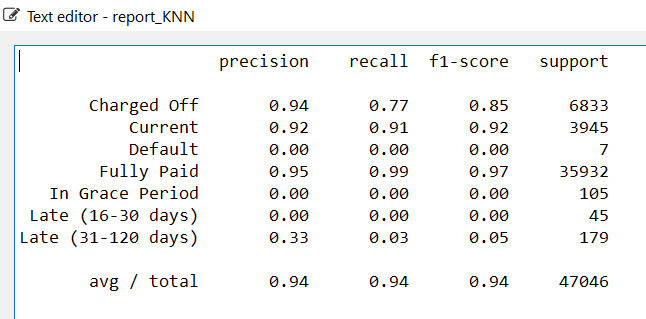 Text editor - report_KNN
precision recall f1-score support
Charged Off 0.94 0.77 0.85 6833
Current 0.92 0.91 0.92 3945
Default 0.00 0.00 0.00 7
Fully Paid 0.95 0.99 0.97 35932
In Grace Period 0.00 0.00 0.00 105
Late (16-30 days) 0.00 0.00 0.00 45
Late (31-120 days) 0.33 0.03 0.05 179
avg / total 0.94 0.94 0.94 47046